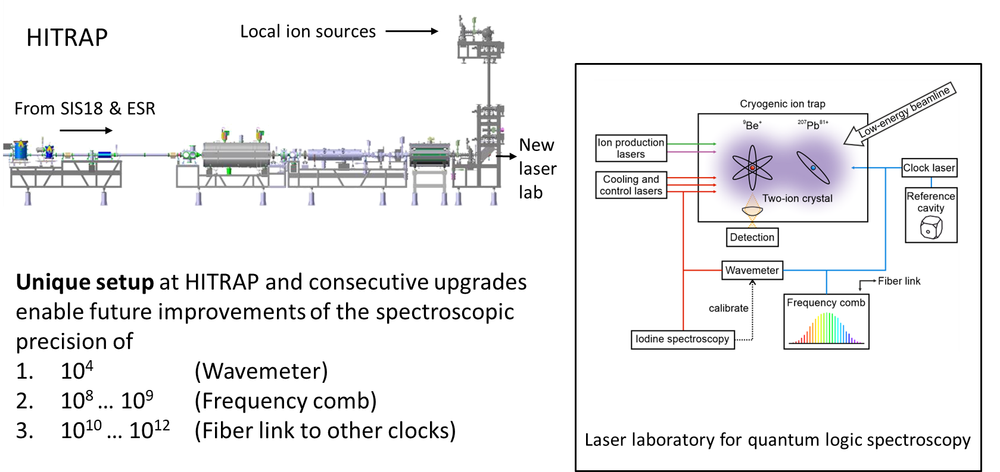 HITRAP
Local ion sources
From SIS18 & ESR
New
laser
lab
Unique setup at HITRAP and consecutive upgrades
enable future improvements of the spectroscopic
precision of
1. 10⁴ (Wavemeter)
2. 10⁸ … 10⁹ (Frequency comb)
3. 10¹⁰ … 10¹² (Fiber link to other clocks)
Low-energy beamline
Cryogenic ion trap
⁹Be⁺
²⁰⁷Pb⁸¹⁺
Ion production
lasers
Cooling and
control lasers
Two-ion crystal
Clock laser
Reference
cavity
Detection
Wavemeter
Fiber link
calibrate
Frequency comb
Iodine spectroscopy
Laser laboratory for quantum logic spectroscopy